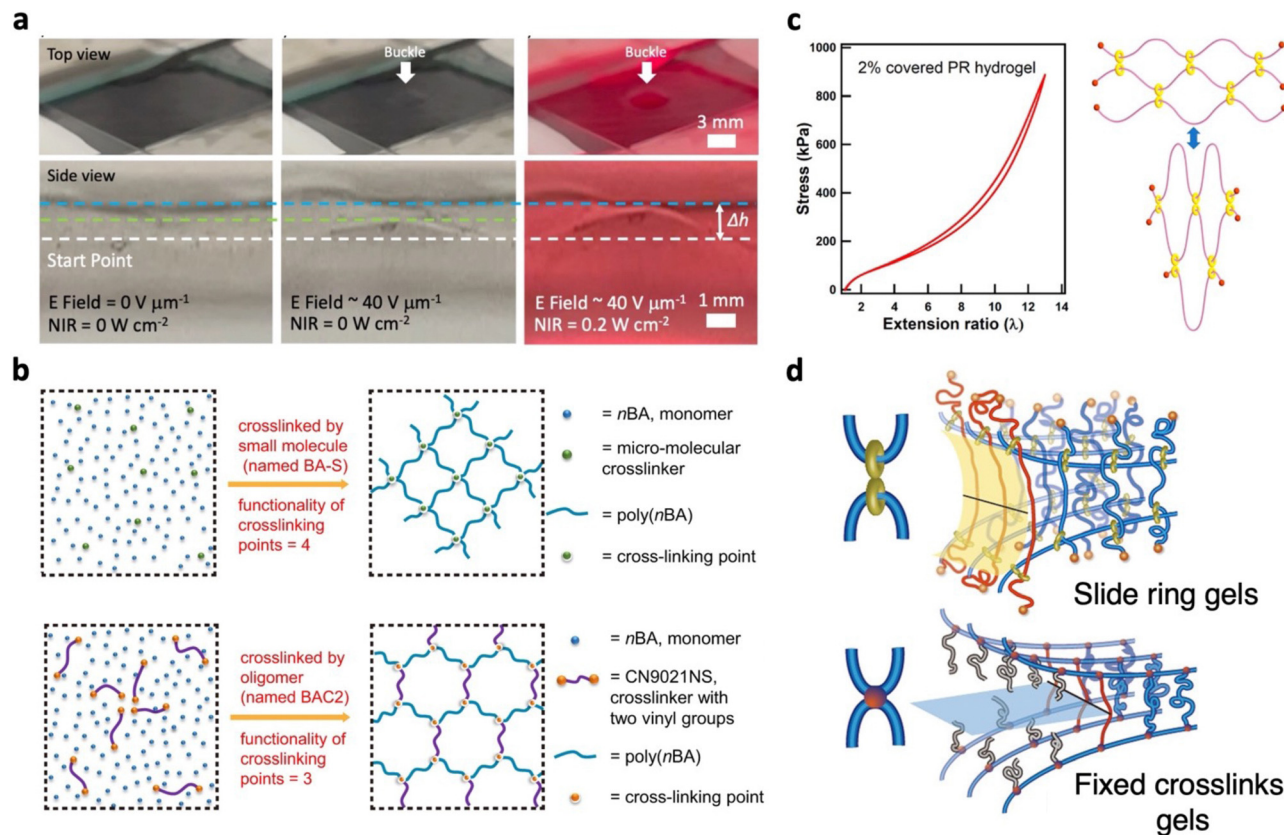 a
Top view
Buckle
Buckle
3 mm
Side view
Δh
Start Point
E Field = 0 V μm⁻¹
NIR = 0 W cm⁻²
E Field ~ 40 V μm⁻¹
NIR = 0 W cm⁻²
E Field ~ 40 V μm⁻¹
NIR = 0.2 W cm⁻²
1 mm
c
1000
800
600
400
200
0
Stress (kPa)
2% covered PR hydrogel
2 4 6 8 10 12 14
Extension ratio (λ)
b
crosslinked by
small molecule
(named BA-S)
functionality of
crosslinking
points = 4
= nBA, monomer
= micro-molecular
crosslinker
= poly(nBA)
= cross-linking point
crosslinked by
oligomer
(named BAC2)
functionality of
crosslinking
points = 3
= nBA, monomer
= CN9021NS,
crosslinker with
two vinyl groups
= poly(nBA)
= cross-linking point
d
Slide ring gels
Fixed crosslinks
gels